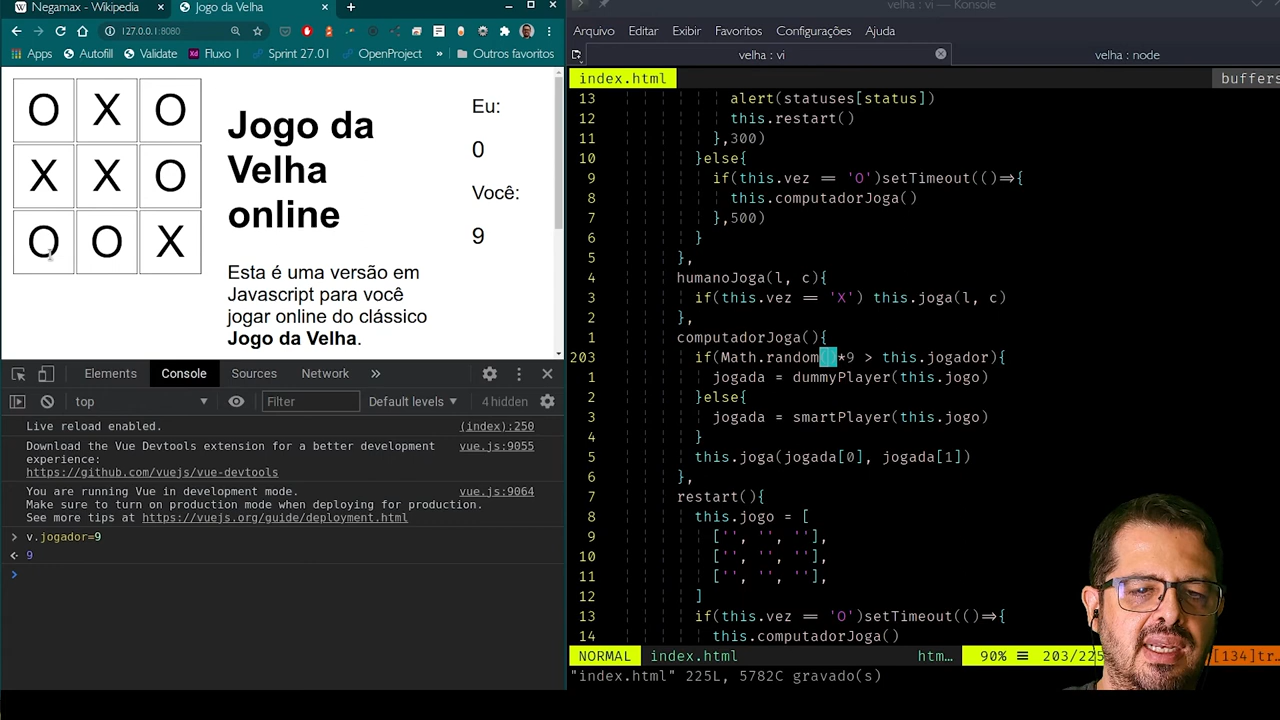 Negamax - Wikipedia
Jogo da Velha
velha : vi — Konsole
127.0.0.1:8080
Apps
Autofill
Validate
Xd Fluxo 1
Sprint 27.01
OpenProject
»
Outros favoritos
Arquivo Editar Exibir Favoritos Configurações Ajuda
velha : vi
velha : node
O X O
X X O
O O X
Jogo da
Velha
online
Esta é uma versão em
Javascript para você
jogar online do clássico
Jogo da Velha.
Eu:
0
Você:
9
Elements Console Sources Network »
top
Filter
Default levels
4 hidden
Live reload enabled. (index):250
Download the Vue Devtools extension for a better development vue.js:9055
experience:
https://github.com/vuejs/vue-devtools
You are running Vue in development mode. vue.js:9064
Make sure to turn on production mode when deploying for production.
See more tips at https://vuejs.org/guide/deployment.html
v.jogador=9
9
index.html
buffers
13 alert(statuses[status])
12 this.restart()
11 },300)
10 }else{
9 if(this.vez == 'O')setTimeout(()=>{
8 this.computadorJoga()
7 },500)
6 }
5 },
4 humanoJoga(l, c){
3 if(this.vez == 'X') this.joga(l, c)
2 },
1 computadorJoga(){
203 if(Math.random()*9 > this.jogador){
1 jogada = dummyPlayer(this.jogo)
2 }else{
3 jogada = smartPlayer(this.jogo)
4 }
5 this.joga(jogada[0], jogada[1])
6 },
7 restart(){
8 this.jogo = [
9 ['', '', ''],
10 ['', '', ''],
11 ['', '', ''],
12 ]
13 if(this.vez == 'O')setTimeout(()=>{
14 this.computadorJoga()
NORMAL index.html htm… 90% ≡ 203/225 [134]tr…
"index.html" 225L, 5782C gravado(s)